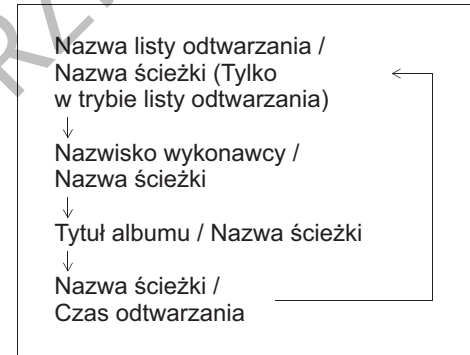 Nazwa listy odtwarzania /
Nazwa ścieżki (Tylko
w trybie listy odtwarzania)
Nazwisko wykonawcy /
Nazwa ścieżki
Tytuł albumu / Nazwa ścieżki
Nazwa ścieżki /
Czas odtwarzania